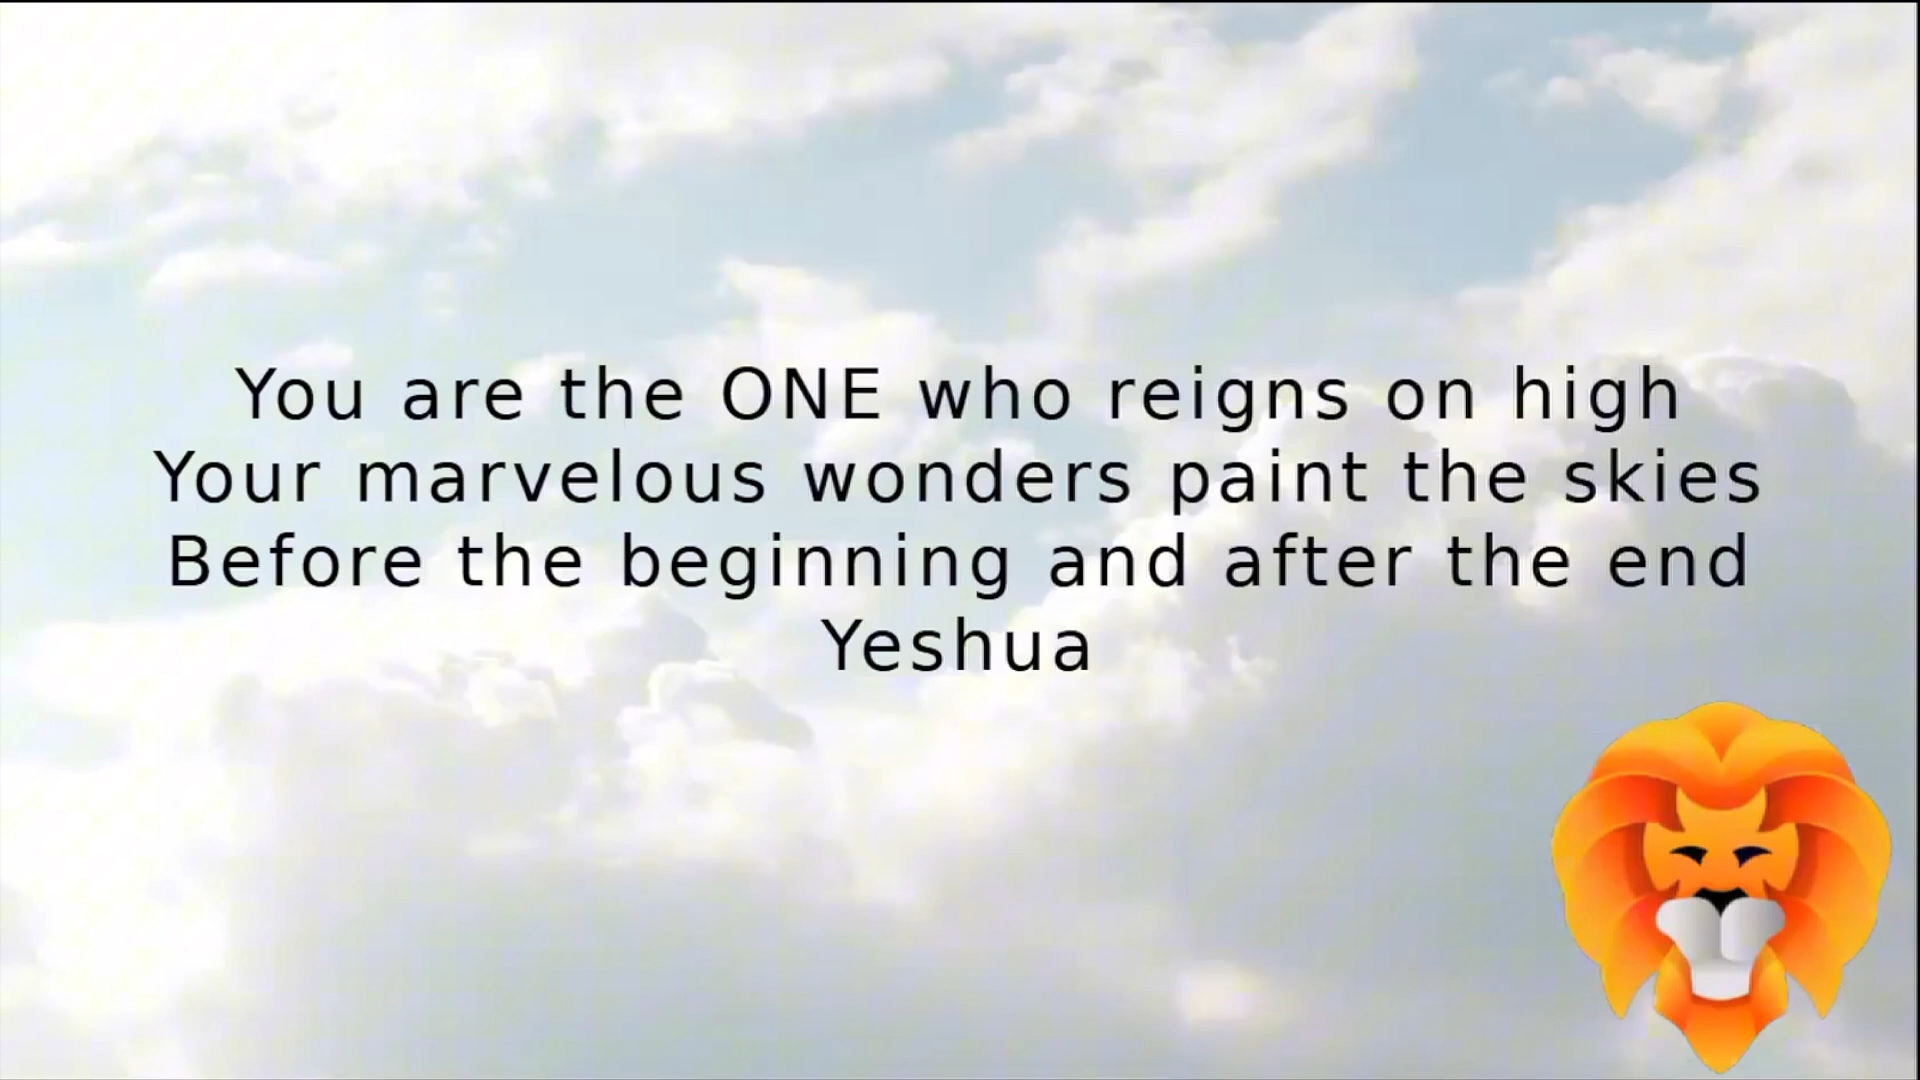 You are the ONE who reigns on high
Your marvelous wonders paint the skies
Before the beginning and after the end
Yeshua